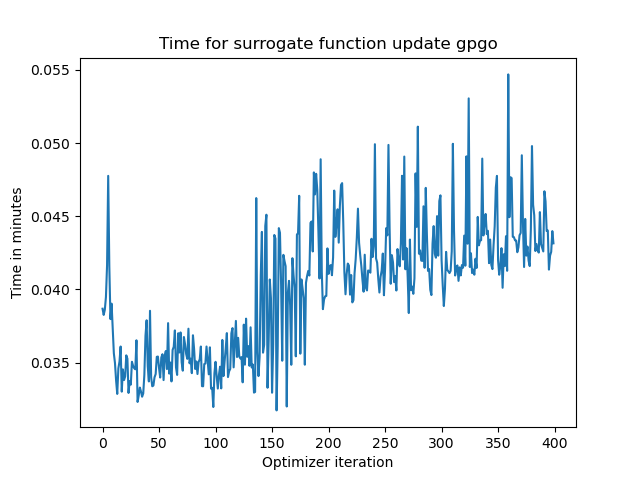 Time for surrogate function update gpgo
0.055
0.050
0.045
0.040
0.035
Time in minutes
0 50 100 150 200 250 300 350 400
Optimizer iteration